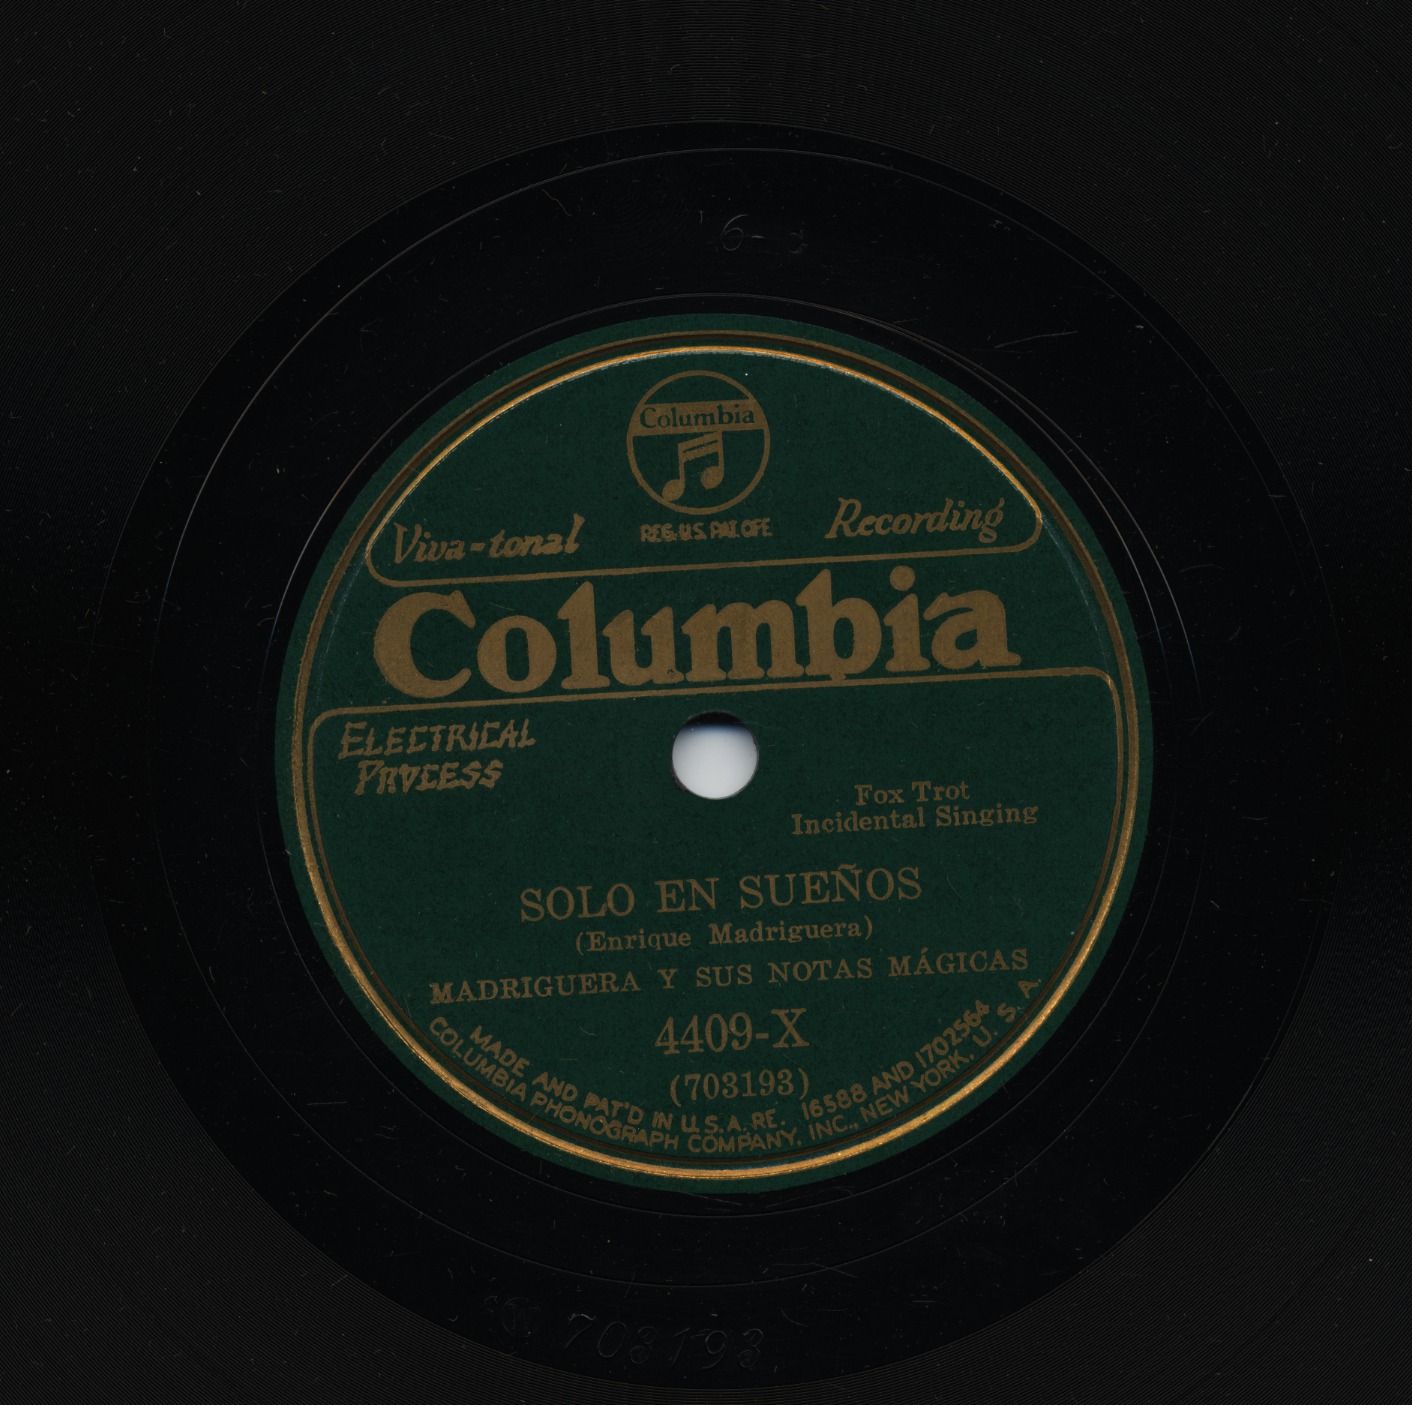 6-
Columbia
REG. U.S. PAT. OFF.
Viva-tonal Recording
Columbia
ELECTRICAL
PROCESS
Fox Trot
Incidental Singing
SOLO EN SUEÑOS
(Enrique Madriguera)
MADRIGUERA Y SUS NOTAS MÁGICAS
4409-X
(703193)
MADE AND PAT'D IN U.S.A. RE. 16588 AND 1702564
COLUMBIA PHONOGRAPH COMPANY, INC., NEW YORK, U. S. A.
703193